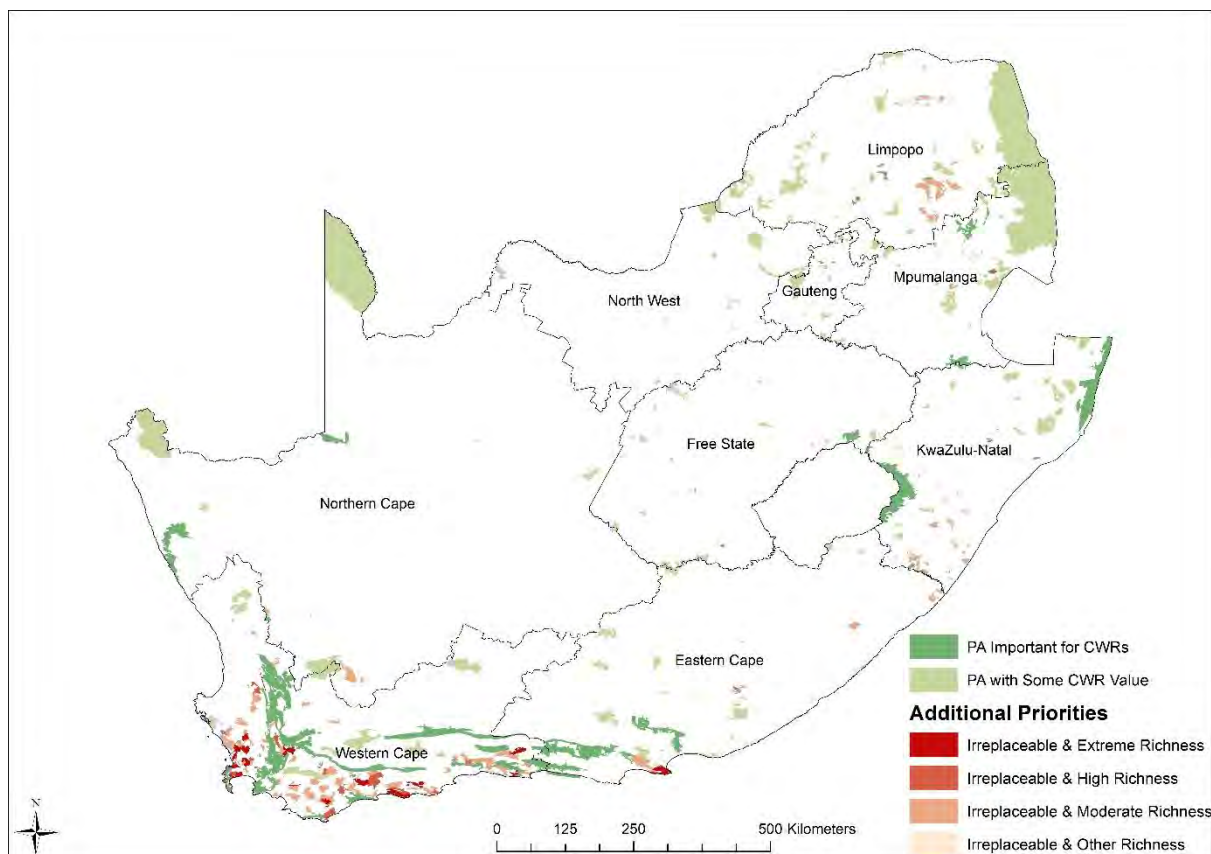 Limpopo
Mpumalanga
Gauteng
North West
Free State
KwaZulu-Natal
Northern Cape
Eastern Cape
Western Cape
PA Important for CWRs
PA with Some CWR Value
Additional Priorities
Irreplaceable & Extreme Richness
Irreplaceable & High Richness
Irreplaceable & Moderate Richness
Irreplaceable & Other Richness
N
0 125 250 500 Kilometers